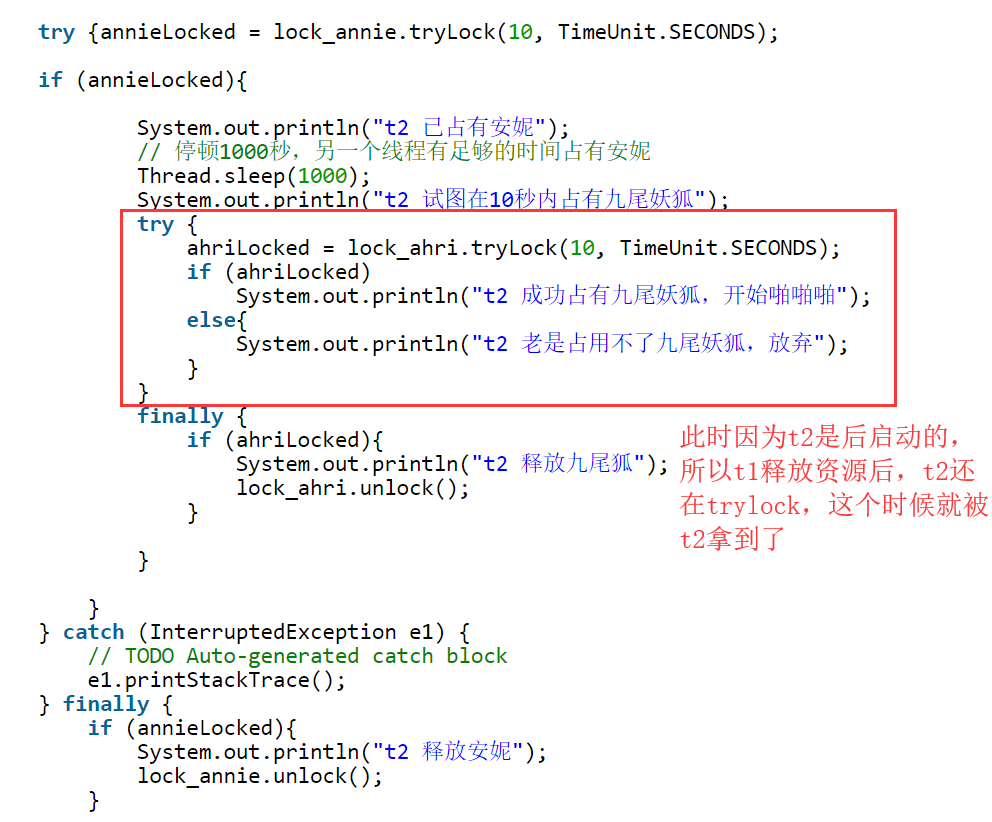 try {annieLocked = lock_annie.tryLock(10, TimeUnit.SECONDS);
if (annieLocked){
System.out.println("t2 已占有安妮");
// 停顿1000秒，另一个线程有足够的时间占有安妮
Thread.sleep(1000);
System.out.println("t2 试图在10秒内占有九尾妖狐");
try {
ahriLocked = lock_ahri.tryLock(10, TimeUnit.SECONDS);
if (ahriLocked)
System.out.println("t2 成功占有九尾妖狐，开始啪啪啪");
else{
System.out.println("t2 老是占用不了九尾妖狐，放弃");
}
}
finally {
if (ahriLocked){
System.out.println("t2 释放九尾狐");
lock_ahri.unlock();
}
}
}
} catch (InterruptedException e1) {
// TODO Auto-generated catch block
e1.printStackTrace();
} finally {
if (annieLocked){
System.out.println("t2 释放安妮");
lock_annie.unlock();
}
此时因为t2是后启动的，
所以t1释放资源后，t2还
在trylock，这个时候就被
t2拿到了